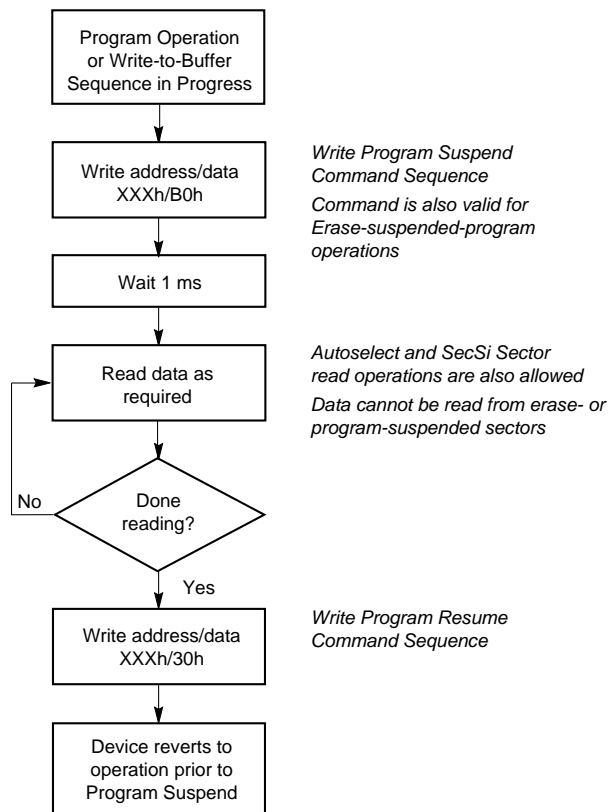 Program Operation
or Write-to-Buffer
Sequence in Progress
Write address/data
XXXh/B0h
Write Program Suspend
Command Sequence
Command is also valid for
Erase-suspended-program
operations
Wait 1 ms
Read data as
required
Autoselect and SecSi Sector
read operations are also allowed
Data cannot be read from erase- or
program-suspended sectors
No
Done
reading?
Yes
Write address/data
XXXh/30h
Write Program Resume
Command Sequence
Device reverts to
operation prior to
Program Suspend